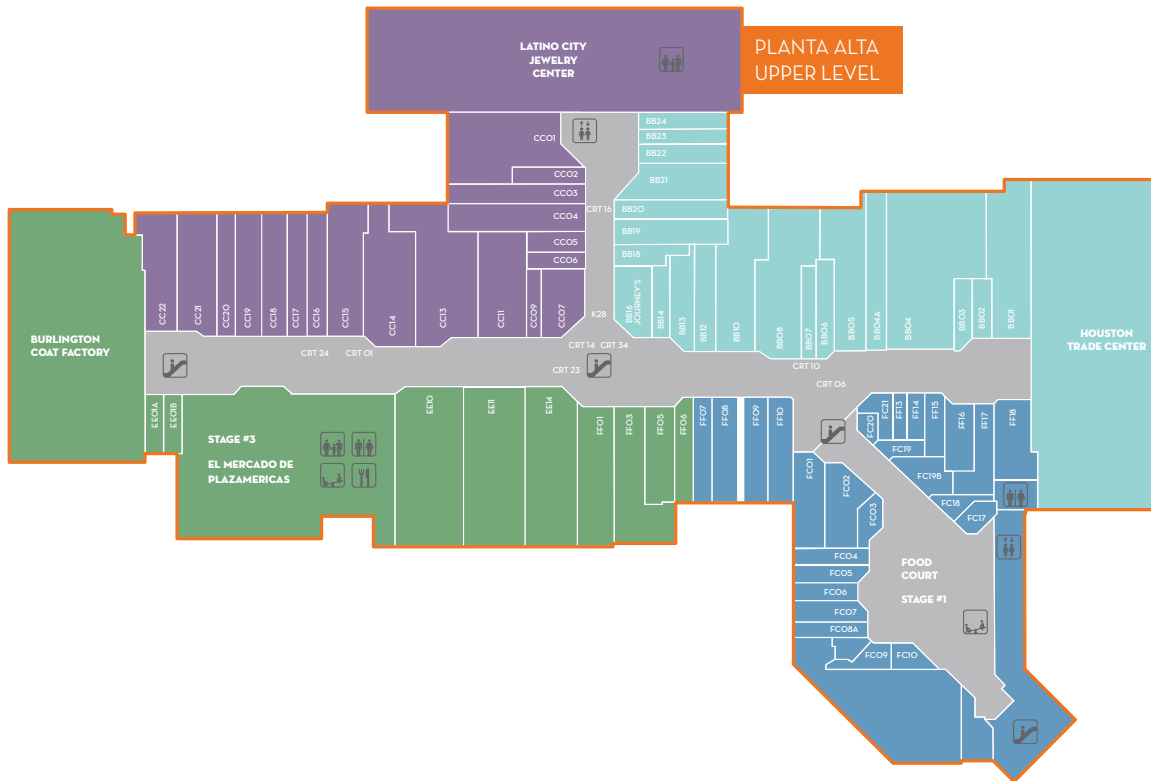 LATINO CITY
JEWELRY
CENTER
PLANTA ALTA
UPPER LEVEL
CC01
CC02
CC03
CC04
CC05
CC06
BB24
BB23
BB22
BB21
BB20
BB19
BB18
CRT 16
K28
CC22
CC21
CC20
CC19
CC18
CC17
CC16
CC15
CC14
CC13
CC11
CC09
CC07
BB16
JOURNEY'S
BB14
BB13
BB12
BB10
BB08
BB07
BB06
BB05
BB04A
BB04
BB03
BB02
BB01
BURLINGTON
COAT FACTORY
HOUSTON
TRADE CENTER
CRT 24
CRT 01
CRT 14
CRT 34
CRT 23
CRT 10
CRT 06
EE01A
EE01B
STAGE #3
EL MERCADO DE
PLAZAMERICAS
EE10
EE11
EE14
FF01
FF03
FF05
FF06
FF07
FF08
FF09
FF10
FC20
FC21
FF13
FF14
FF15
FF16
FF17
FF18
FC19
FC19B
FC18
FC17
FC01
FC02
FC03
FC04
FC05
FC06
FC07
FC08A
FC09
FC10
FOOD
COURT
STAGE #1